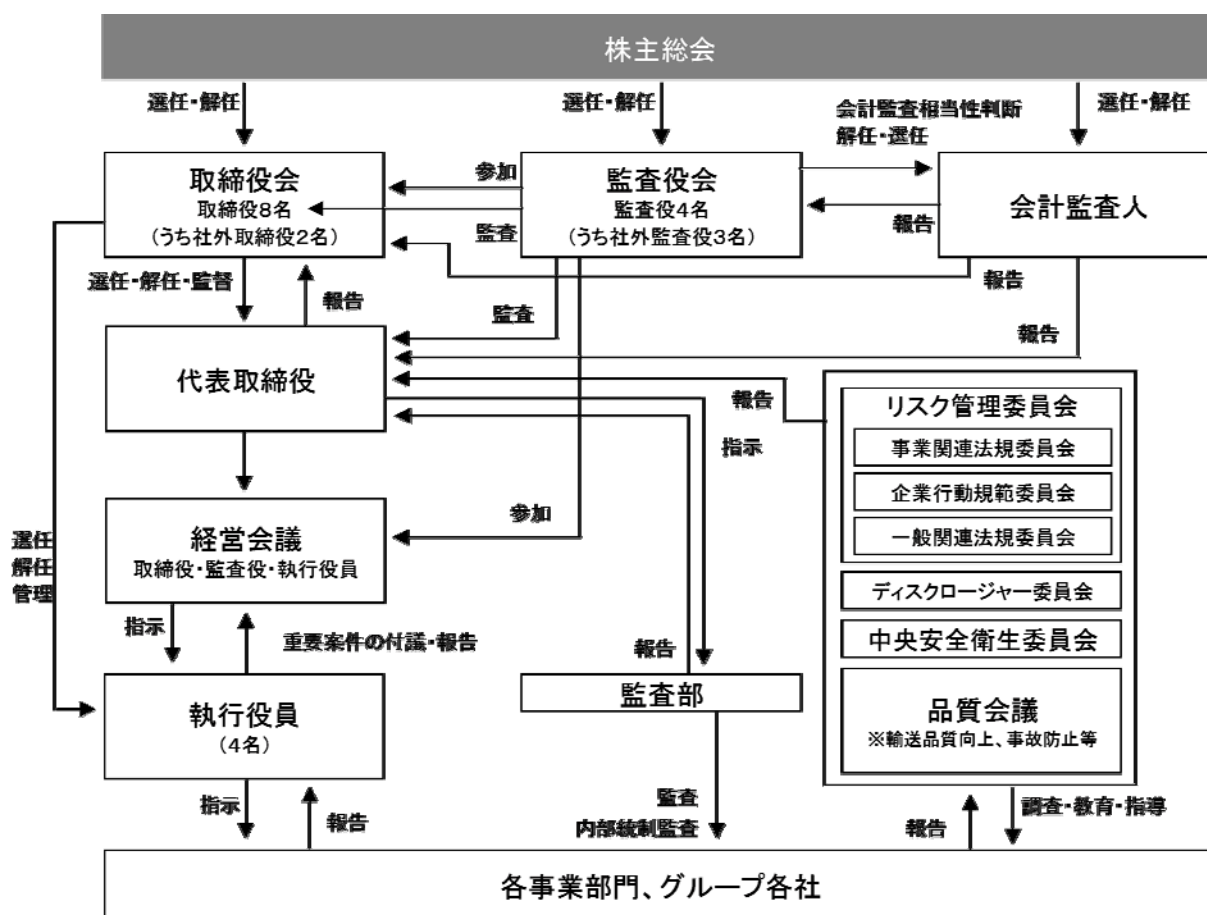 株主総会
選任・解任
選任・解任
会計監査相当性判断
解任・選任
選任・解任
取締役会
取締役8名
(うち社外取締役2名)
参加
監査
監査役会
監査役4名
(うち社外監査役3名)
報告
会計監査人
選任・解任・監督
報告
監査
報告
報告
代表取締役
報告
指示
リスク管理委員会
事業関連法規委員会
企業行動規範委員会
一般関連法規委員会
ディスクロージャー委員会
中央安全衛生委員会
品質会議
※輸送品質向上、事故防止等
選任
解任
管理
経営会議
取締役・監査役・執行役員
参加
指示
重要案件の付議・報告
報告
監査部
執行役員
(4名)
指示
報告
監査
内部統制監査
報告
調査・教育・指導
各事業部門、グループ各社